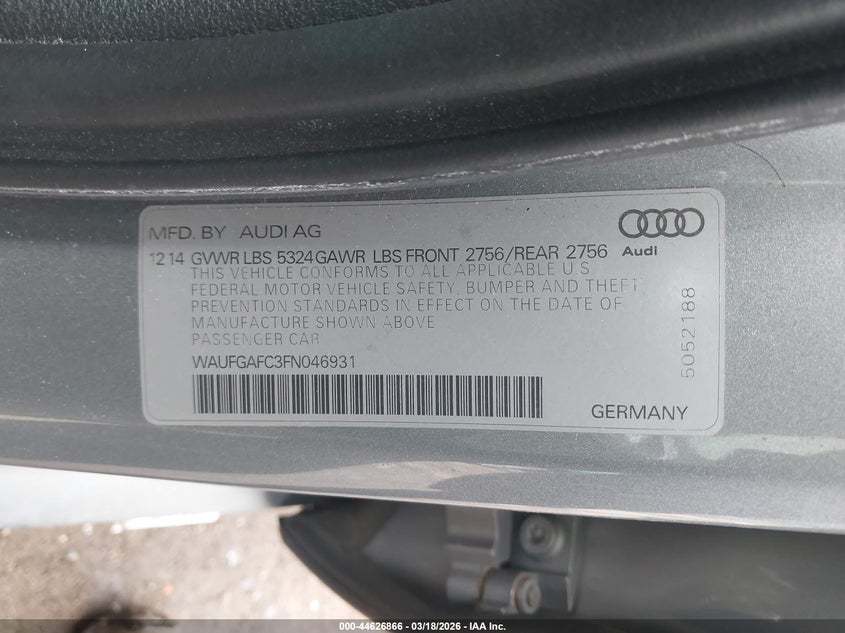 MFD. BY AUDI AG
Audi
12 14 GVWR LBS 5324 GAWR LBS FRONT 2756/REAR 2756
THIS VEHICLE CONFORMS TO ALL APPLICABLE U S
FEDERAL MOTOR VEHICLE SAFETY, BUMPER AND THEFT
PREVENTION STANDARDS IN EFFECT ON THE DATE OF
MANUFACTURE SHOWN ABOVE
PASSENGER CAR
WAUFGAFC3FN046931
5052188
GERMANY
000-44626866 - 03/18/2026 - IAA Inc.